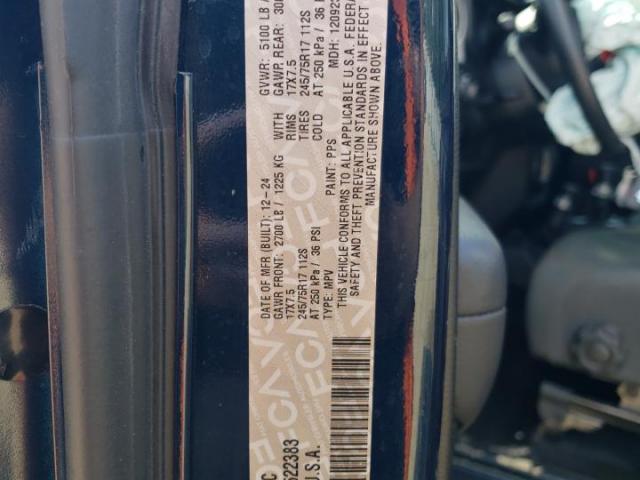 DATE OF MFR (BUILT): 12-24 GVWR: 5100 LB
GAWR FRONT: 2700 LB / 1225 KG WITH GAWR REAR: 300
17X7.5 RIMS 17X7.5
245/75R17 112S TIRES 245/75R17 112S
AT 250 kPa / 36 PSI COLD AT 250 kPa / 36 P
TYPE: MPV PAINT: PPS MDH: 12092
THIS VEHICLE CONFORMS TO ALL APPLICABLE U.S.A. FEDERA
SAFETY AND THEFT PREVENTION STANDARDS IN EFFECT
MANUFACTURE SHOWN ABOVE.
C
522383
U.S.A.